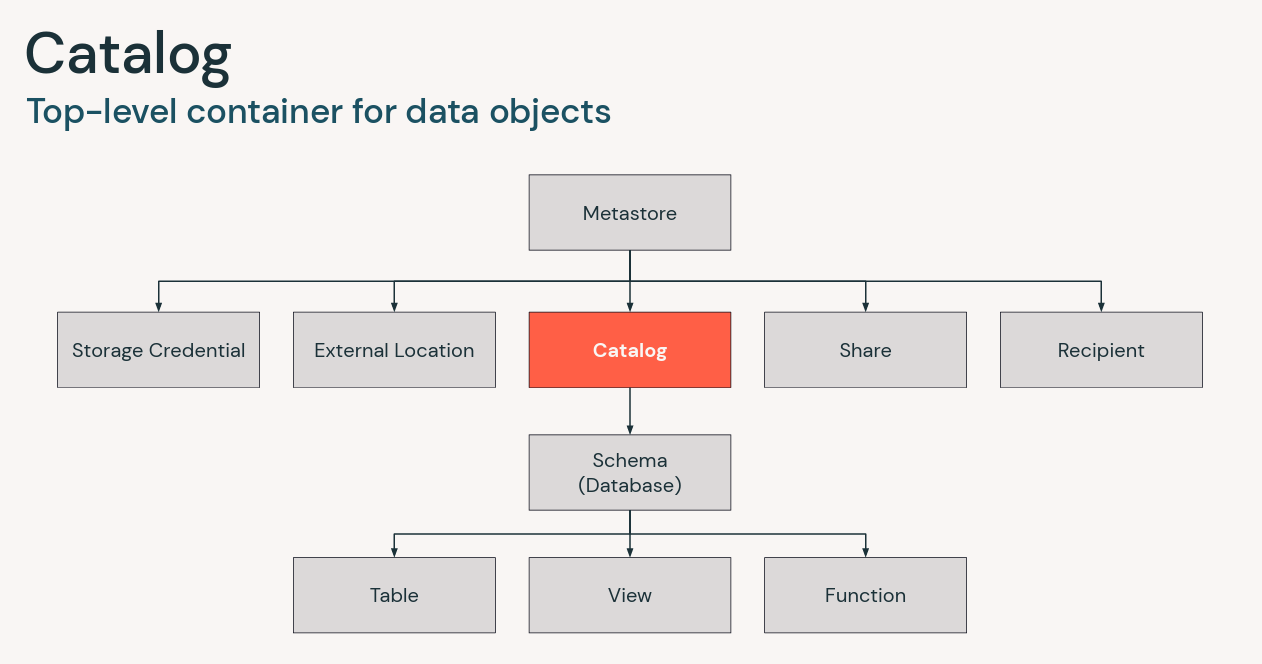 Catalog
Top-level container for data objects
Metastore
Storage Credential
External Location
Catalog
Share
Recipient
Schema
(Database)
Table
View
Function